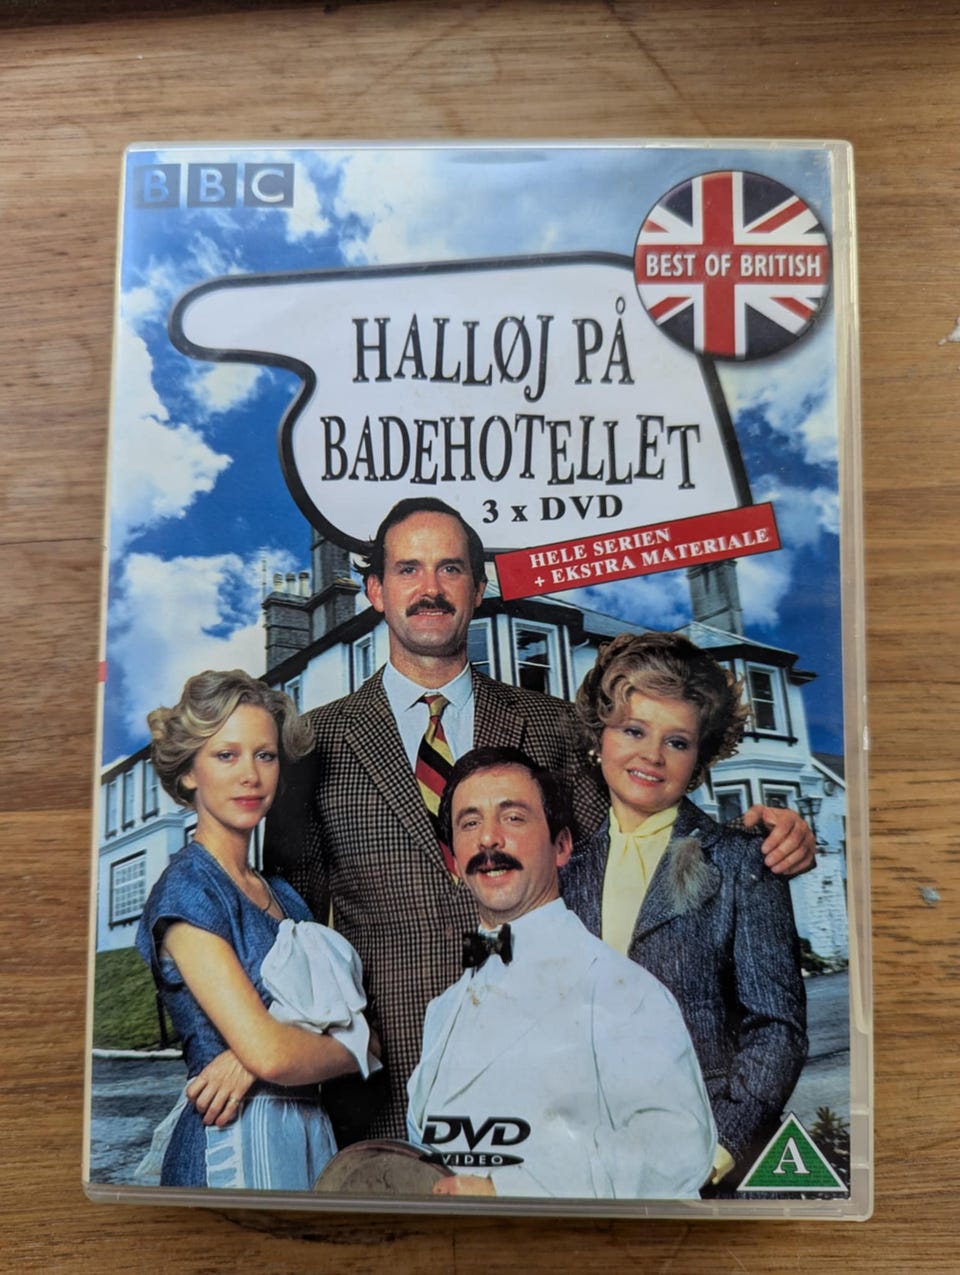 BBC
BEST OF BRITISH
HALLØJ PÅ
BADEHOTELLET
3 x DVD
HELE SERIEN
+ EKSTRA MATERIALE
DVD
VIDEO
A